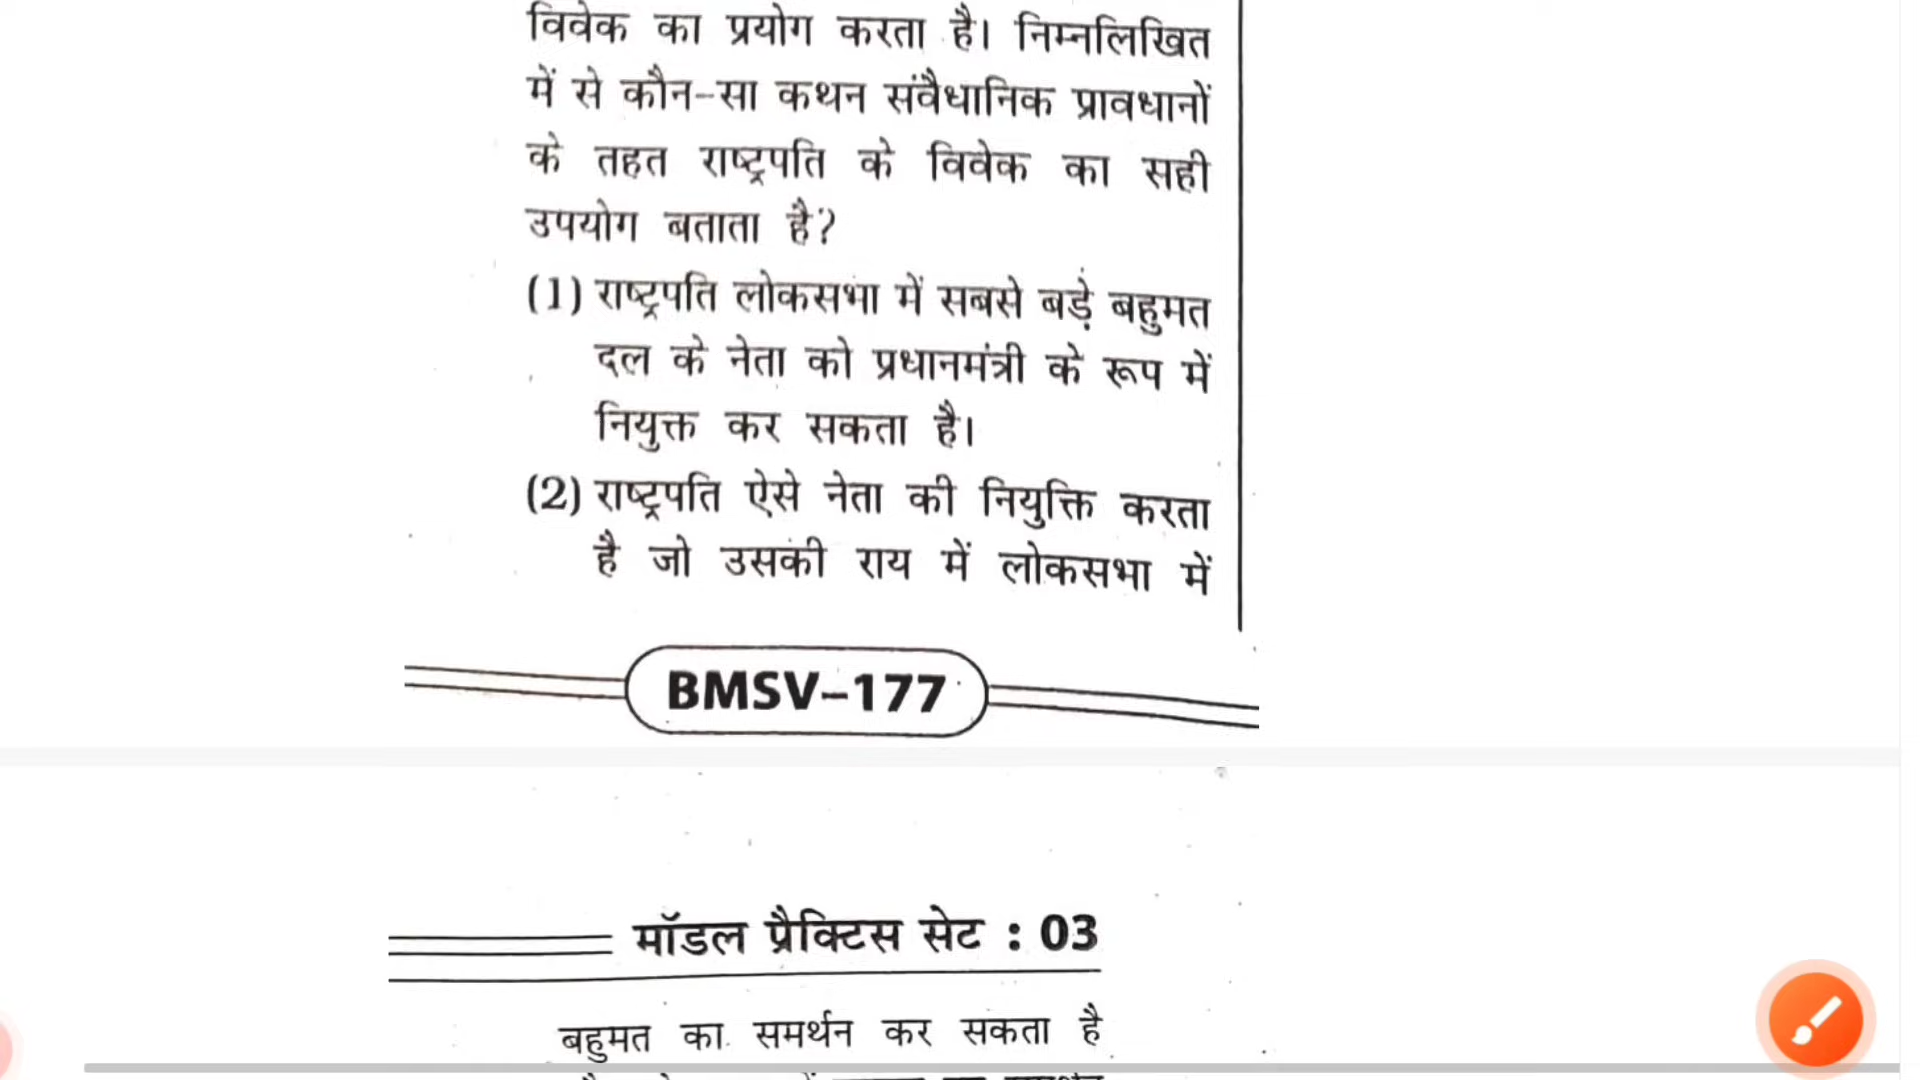 विवेक का प्रयोग करता है। निम्नलिखित
में से कौन-सा कथन संवैधानिक प्रावधानों
के तहत राष्ट्रपति के विवेक का सही
उपयोग बताता है?
(1) राष्ट्रपति लोकसभा में सबसे बड़े बहुमत
दल के नेता को प्रधानमंत्री के रूप में
नियुक्त कर सकता है।
(2) राष्ट्रपति ऐसे नेता की नियुक्ति करता
है जो उसकी राय में लोकसभा में
BMSV–177
मॉडल प्रैक्टिस सेट : 03
बहुमत का समर्थन कर सकता है